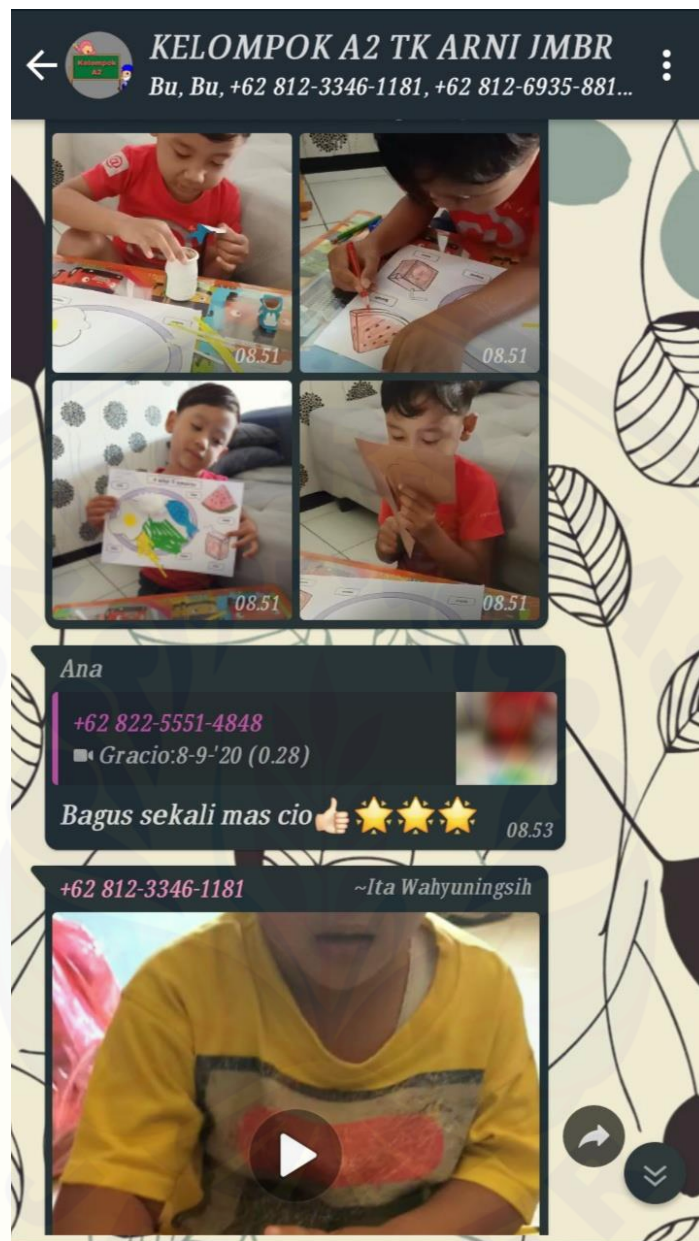 KELOMPOK A2 TK ARNI JMBR
Kelompok A2
Bu, Bu, +62 812-3346-1181, +62 812-6935-881...
08.51
08.51
08.51
08.51
Ana
+62 822-5551-4848
Gracio:8-9-'20 (0.28)
Bagus sekali mas cio👍🌟🌟🌟
08.53
+62 812-3346-1181 ~Ita Wahyuningsih